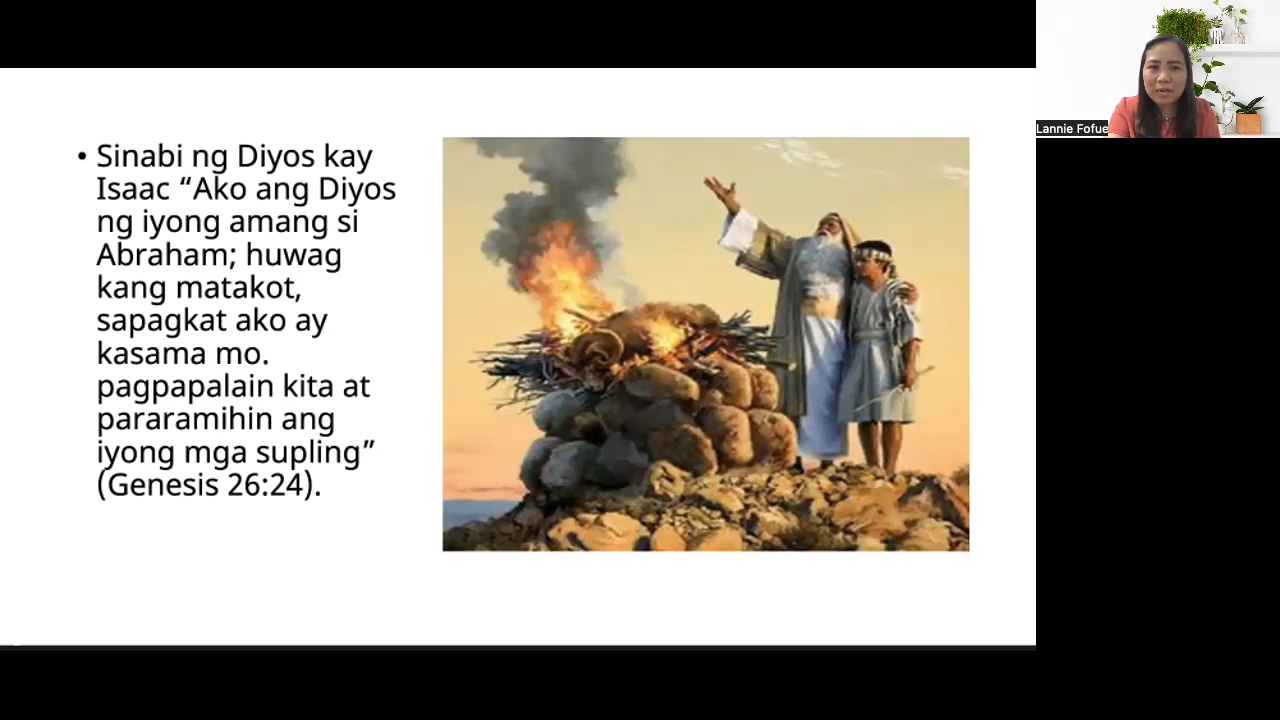 • Sinabi ng Diyos kay
Isaac “Ako ang Diyos
ng iyong amang si
Abraham; huwag
kang matakot,
sapagkat ako ay
kasama mo.
pagpapalain kita at
pararamihin ang
iyong mga supling”
(Genesis 26:24).
Lannie Fofue